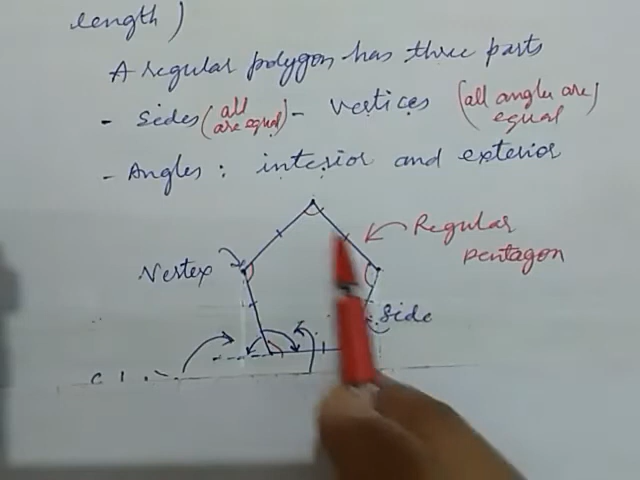 length)
A regular polygon has three parts
- Sides (all are equal) - Vertices (all angles are equal)
- Angles : interior and exterior
Regular pentagon
Vertex
Side